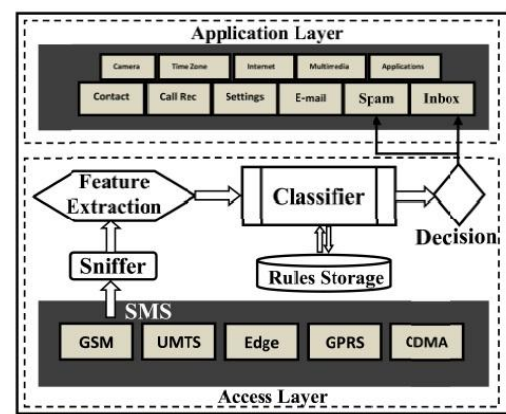 Application Layer
Camera
Time Zone
Internet
Multimedia
Applications
Contact
Call Rec
Settings
E-mail
Spam
Inbox
Feature
Extraction
Classifier
Decision
Sniffer
Rules Storage
SMS
GSM
UMTS
Edge
GPRS
CDMA
Access Layer